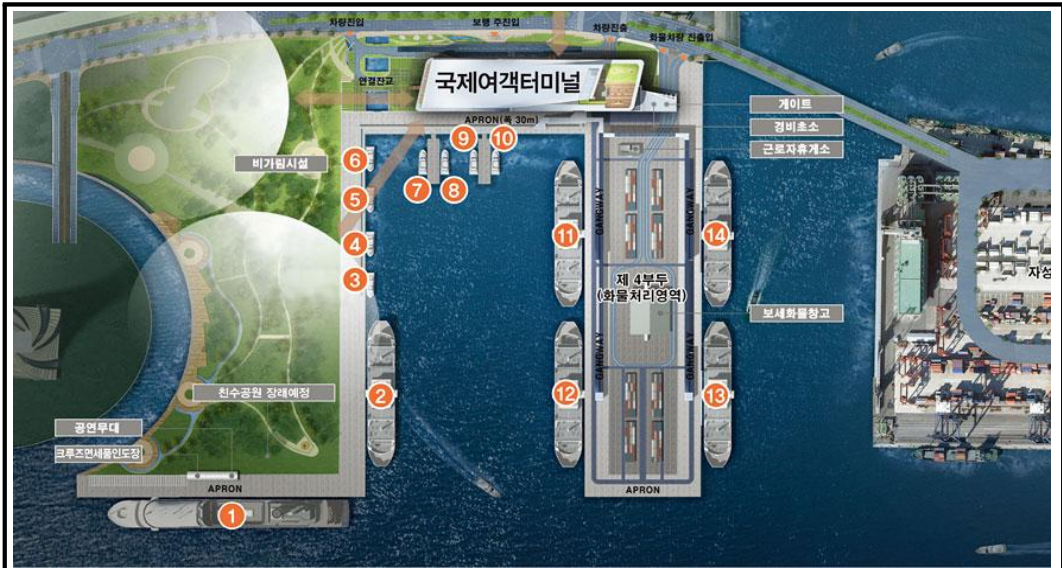 차량진입
보행 주진입
차량진출
화물차량 진출입
연결잔교
국제여객터미널
게이트
APRON(폭 30m)
경비초소
9
10
근로자휴게소
비가림시설
6
7
8
5
GANGWAY
GANGWAY
4
11
14
3
제 4부두
(화물처리영역)
자성
보세화물창고
GANGWAY
GANGWAY
친수공원 장래예정
2
12
13
공연무대
크루즈면세품인도장
APRON
APRON
1